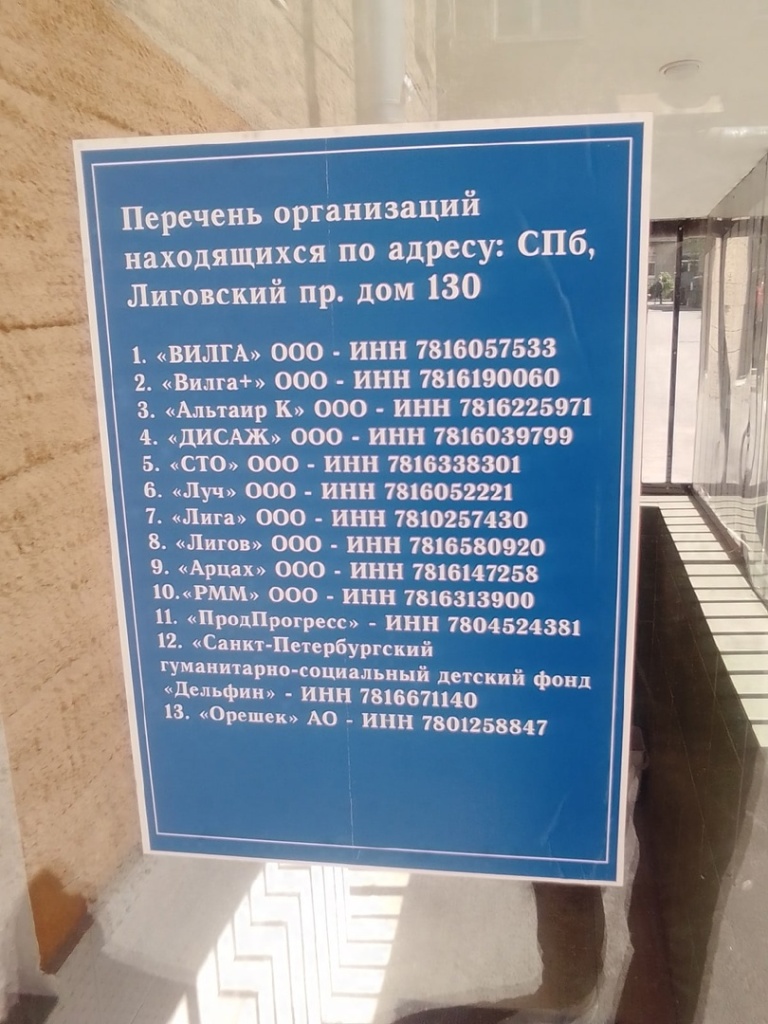 Перечень организаций
находящихся по адресу: СПб,
Лиговский пр. дом 130
1. «ВИЛГА» ООО - ИНН 7816057533
2. «Вилга+» ООО - ИНН 7816190060
3. «Альтаир К» ООО - ИНН 7816225971
4. «ДИСАЖ» ООО - ИНН 7816039799
5. «СТО» ООО - ИНН 7816338301
6. «Луч» ООО - ИНН 7816052221
7. «Лига» ООО - ИНН 7810257430
8. «Лигов» ООО - ИНН 7816580920
9. «Арцах» ООО - ИНН 7816147258
10.«РММ» ООО - ИНН 7816313900
11. «ПродПрогресс» - ИНН 7804524381
12. «Санкт-Петербургский
гуманитарно-социальный детский фонд
«Дельфин» - ИНН 7816671140
13. «Орешек» АО - ИНН 7801258847